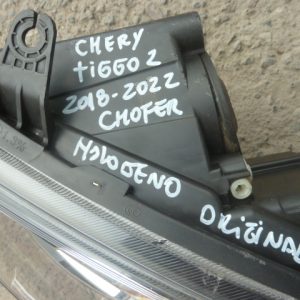 CHERY
tiGGO 2
2018-2022
CHOFER
HALOGENO ORIGINAL